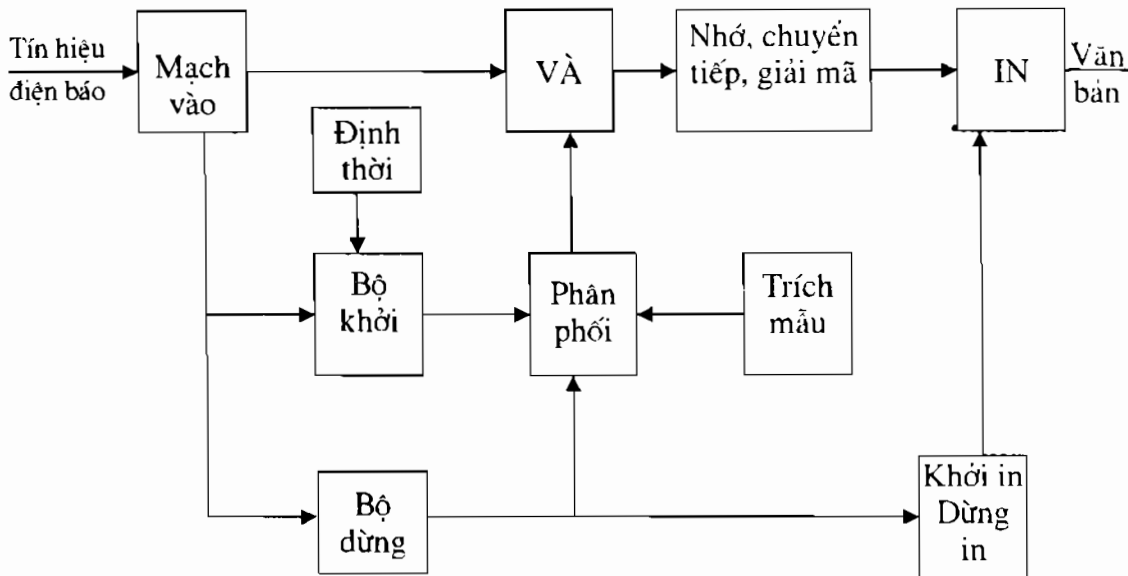 Tín hiệu
điện báo
Mạch
vào
VÀ
Nhớ, chuyển
tiếp, giải mã
IN
Văn
bản
Định
thời
Bộ
khởi
Phân
phối
Trích
mẫu
Bộ
dừng
Khởi in
Dừng
in